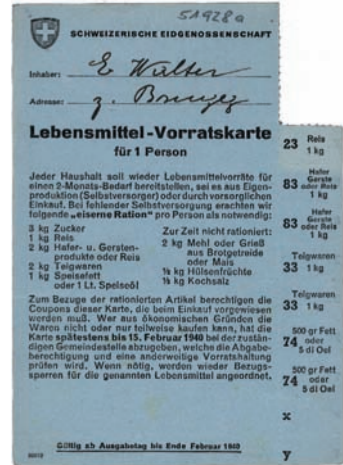 51928a
SCHWEIZERISCHE EIDGENOSSENSCHAFT
Inhaber: E Walter
Adresse: z.
Lebensmittel-Vorratskarte
für 1 Person
Jeder Haushalt soll wieder Lebensmittelvorräte für
einen 2-Monats-Bedarf bereitstellen, sei es aus Eigen-
produktion (Selbstversorger) oder durch vorsorglichen
Einkauf. Bei fehlender Selbstversorgung erachten wir
folgende „eiserne Ration" pro Person als notwendig:
3 kg Zucker
1 kg Reis
2 kg Hafer- u. Gersten-
produkte oder Reis
2 kg Teigwaren
1 kg Speisefett
oder 1 Lt. Speiseöl
Zur Zeit nicht rationiert:
2 kg Mehl oder Grieß
aus Brotgetreide
oder Mais
½ kg Hülsenfrüchte
½ kg Kochsalz
Zum Bezuge der rationierten Artikel berechtigen die
Coupons dieser Karte, die beim Einkauf vorgewiesen
werden muß. Wer aus ökonomischen Gründen die
Waren nicht oder nur teilweise kaufen kann, hat die
Karte spätestens bis 15. Februar 1940 bei der zustän-
digen Gemeindestelle abzugeben, welche die Abgabe-
berechtigung und eine anderweitige Vorratshaltung
prüfen wird. Wenn nötig, werden wieder Bezugs-
sperren für die genannten Lebensmittel angeordnet.
Gültig ab Ausgabetag bis Ende Februar 1940
23 Reis
1 kg
Hafer
83 Gerste
oder Reis
1 kg
Hafer
83 Gerste
oder Reis
1 kg
Teigwaren
33 1 kg
Teigwaren
33 1 kg
500 gr Fett
74 oder
5 dl Oel
500 gr Fett
74 oder
5 dl Oel
x
y